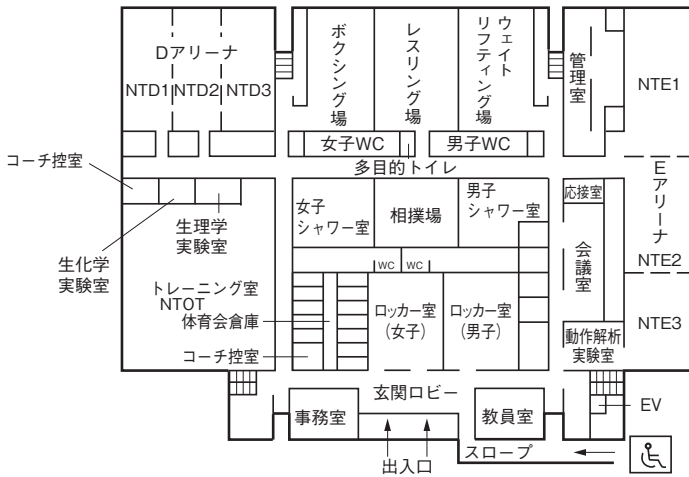 Dアリーナ
NTD1
NTD2
NTD3
ボクシング場
レスリング場
ウェイト
リフティング場
管理室
NTE1
女子WC
男子WC
多目的トイレ
コーチ控室
生理学
実験室
生化学
実験室
女子
シャワー室
相撲場
男子
シャワー室
応接室
Eアリーナ
NTE2
会議室
WC
WC
トレーニング室
NTOT
体育会倉庫
ロッカー室
(女子)
ロッカー室
(男子)
NTE3
動作解析
実験室
コーチ控室
玄関ロビー
事務室
教員室
EV
出入口
スロープ